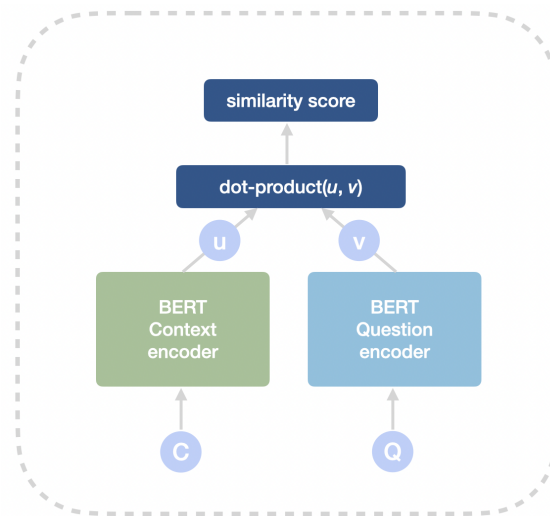 similarity score
dot-product(u, v)
u
v
BERT
Context
encoder
BERT
Question
encoder
C
Q